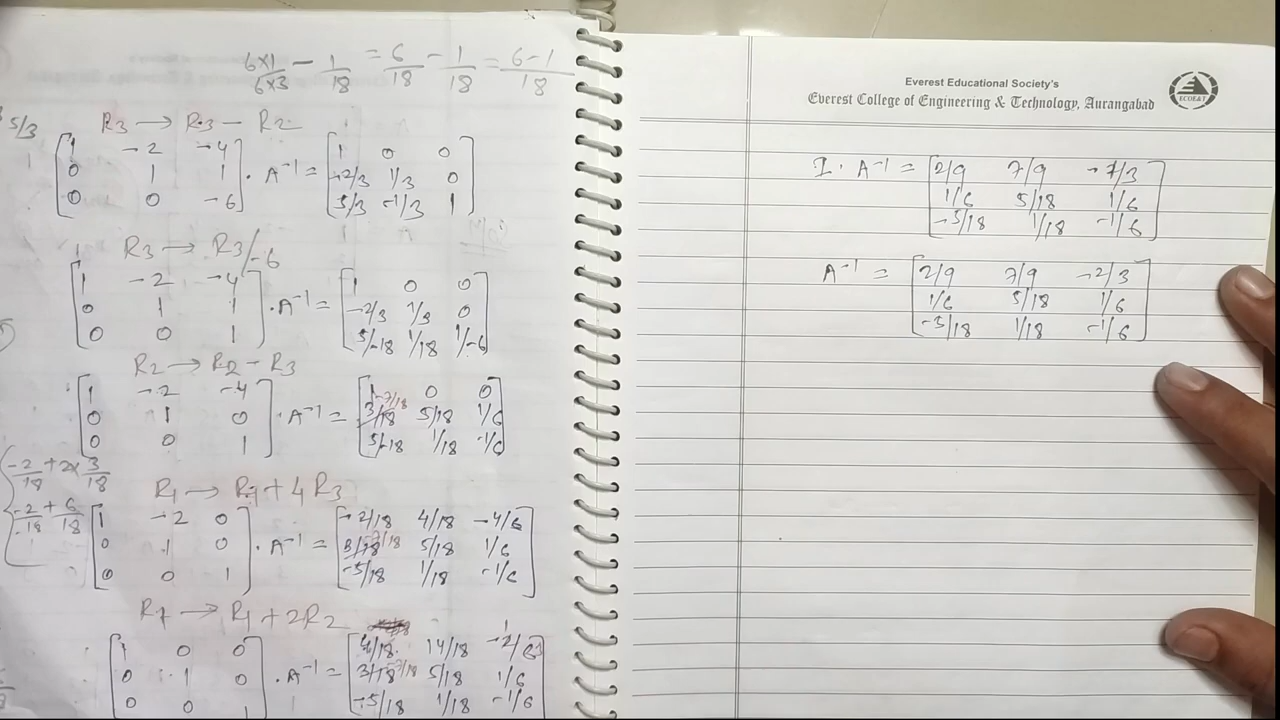 6×1/6×3 − 1/18 = 6/18 − 1/18 = 6−1/18
5/3
R3 → R3 − R2
[1 −2 −4] [1 0 0]
[0 1 1] · A⁻¹ = [−2/3 1/3 0]
[0 0 −6] [5/3 −1/3 1]
R3 → R3/−6
[1 −2 −4] [1 0 0]
[0 1 1] · A⁻¹ = [−2/3 1/3 0]
[0 0 1] [5/−18 1/18 1/−6]
R2 → R2 − R3
[1 −2 −4] [1 0 0]
[0 1 0] · A⁻¹ = [3/18 −7/18 5/18 1/6]
[0 0 1] [5/−18 1/18 −1/6]
−2/18 + 2×3/18
−2/18 + 6/18
R1 → R1 + 4R3
[1 −2 0] [−2/18 4/18 −4/6]
[0 1 0] · A⁻¹ = [3/18 −7/18 5/18 1/6]
[0 0 1] [−5/18 1/18 −1/6]
R1 → R1 + 2R2
[1 0 0] [4/18 14/18 −2/63]
[0 1 0] · A⁻¹ = [3/18 −7/18 5/18 1/6]
[0 0 1] [−5/18 1/18 −1/6]
Everest Educational Society's
Everest College of Engineering & Technology, Aurangabad
ECOE&T
I · A⁻¹ = [2/9 7/9 −7/3]
[1/6 5/18 1/6]
[−5/18 1/18 −1/6]
A⁻¹ = [2/9 7/9 −2/3]
[1/6 5/18 1/6]
[−5/18 1/18 −1/6]